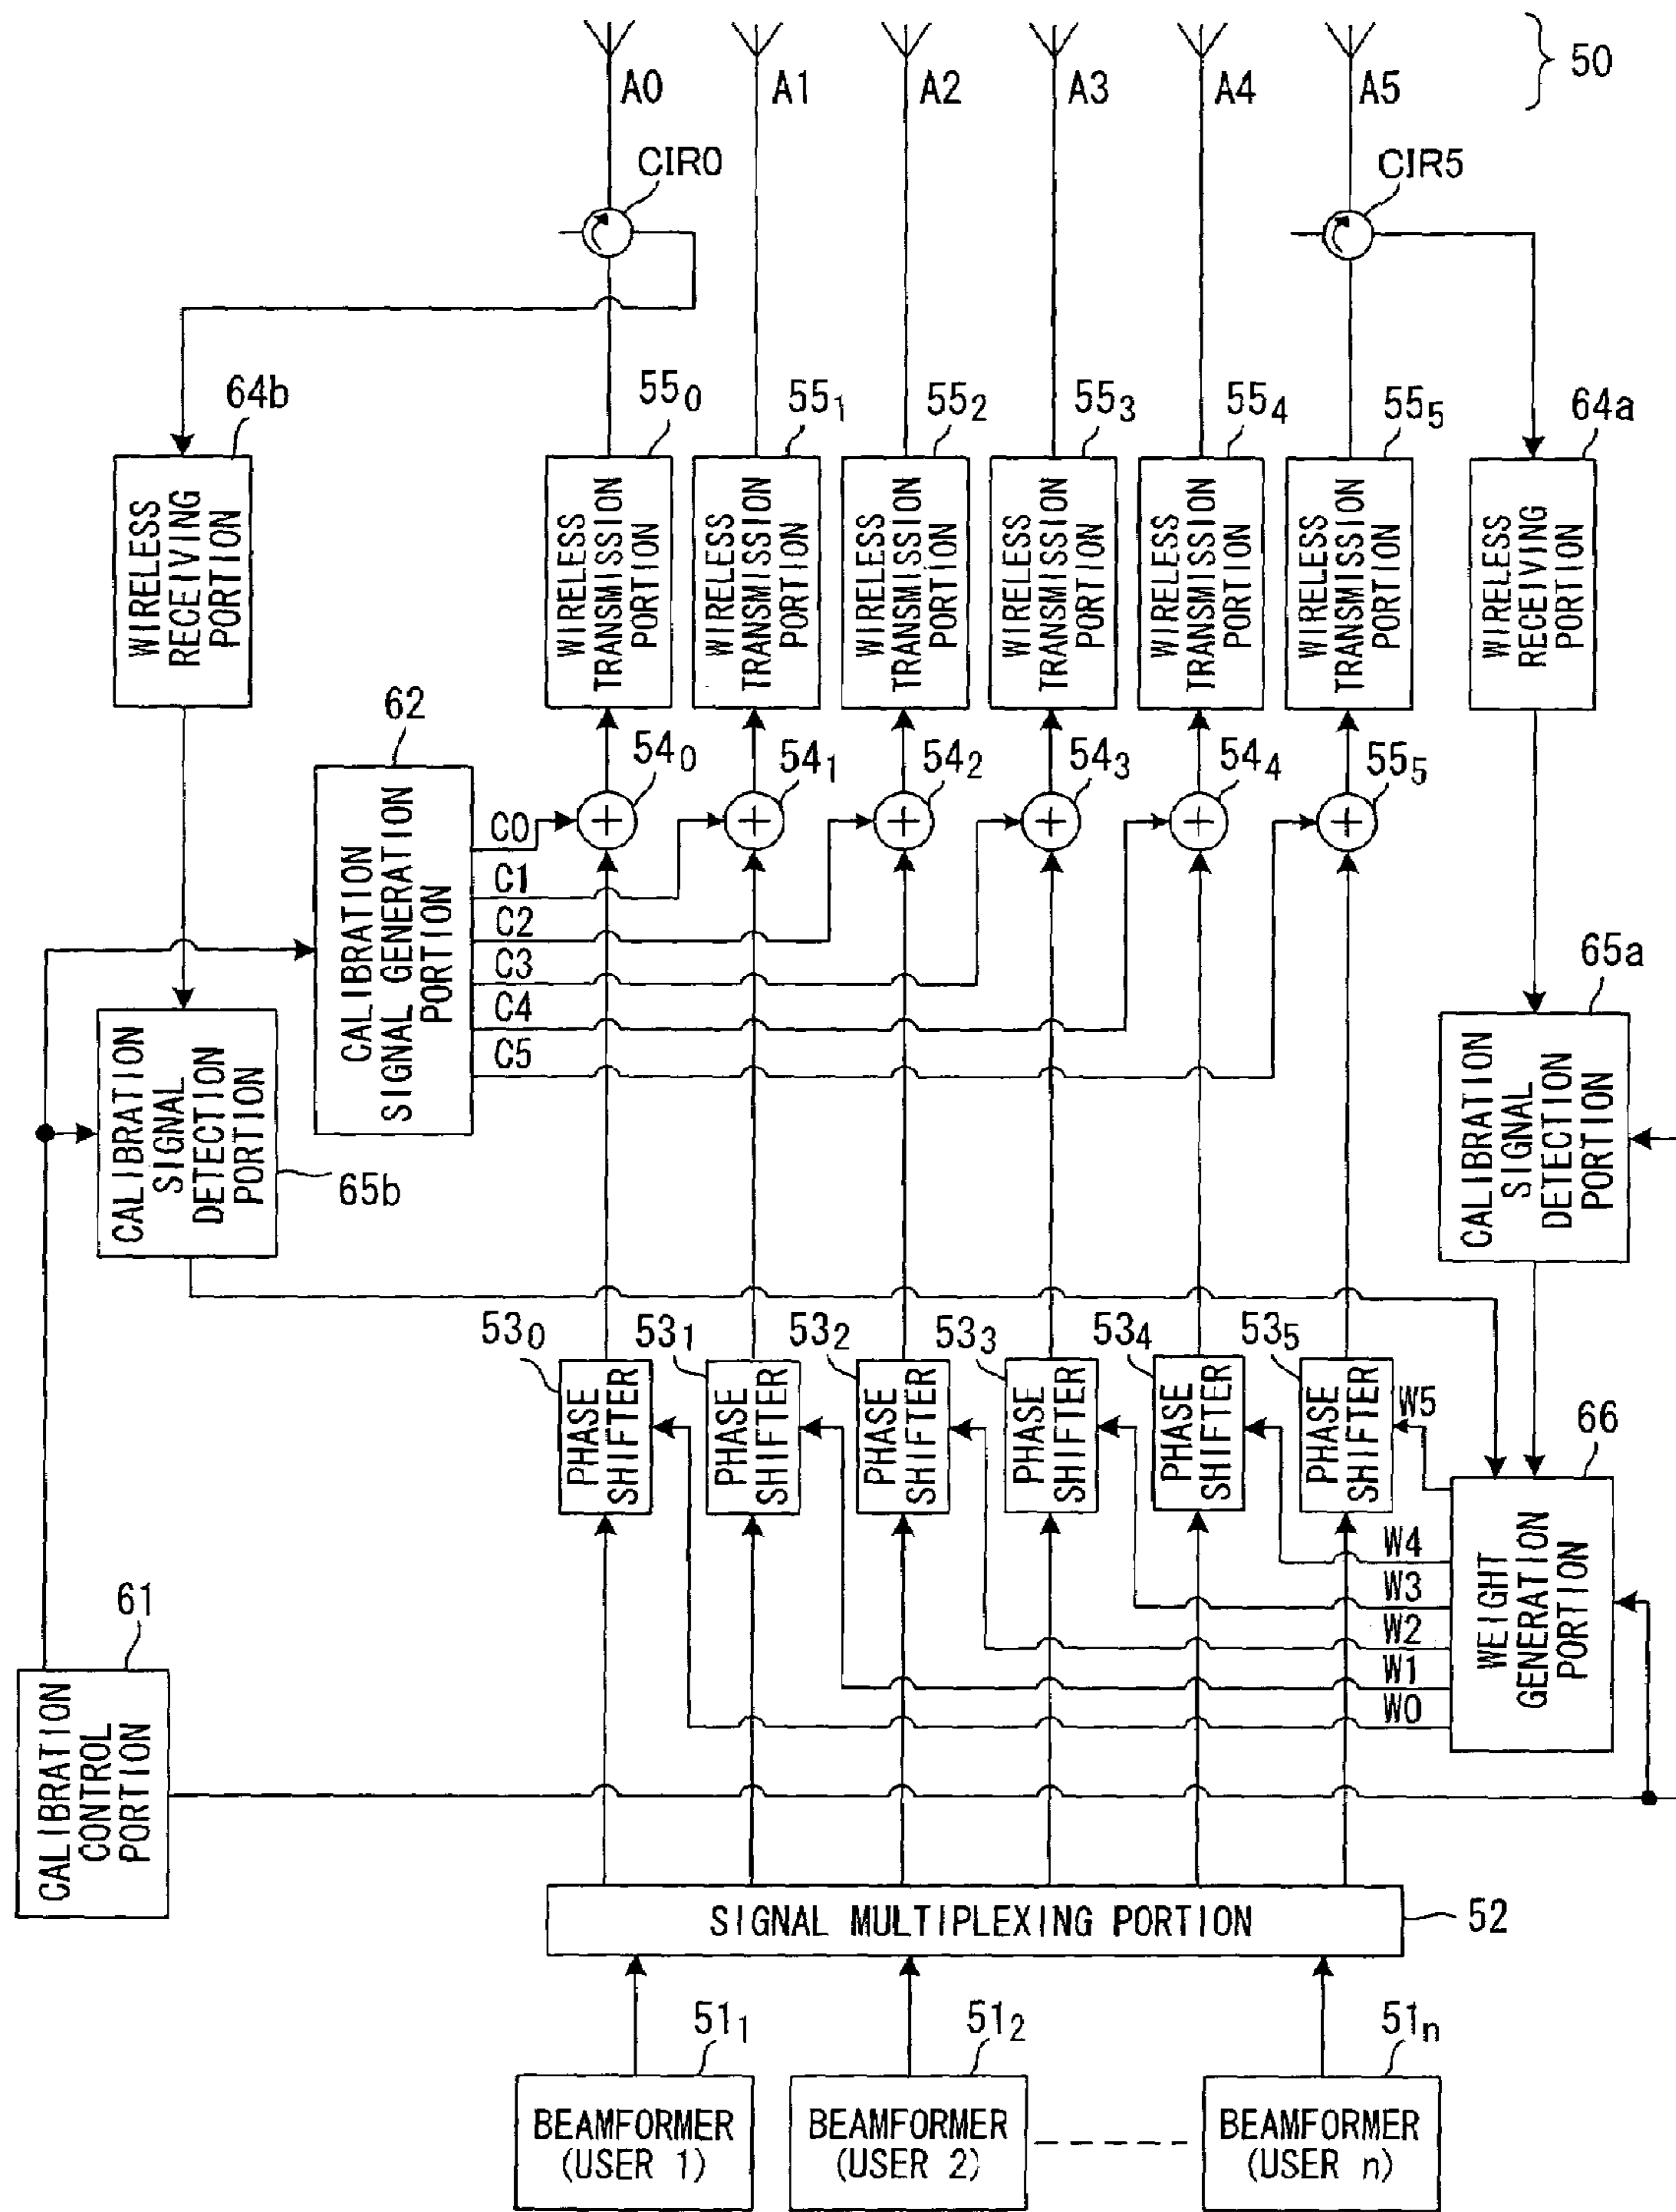 50
A0
A1
A2
A3
A4
A5
CIR0
CIR5
64b
55₀
55₁
55₂
55₃
55₄
55₅
64a
WIRELESS
RECEIVING
PORTION
WIRELESS
TRANSMISSION
PORTION
WIRELESS
TRANSMISSION
PORTION
WIRELESS
TRANSMISSION
PORTION
WIRELESS
TRANSMISSION
PORTION
WIRELESS
TRANSMISSION
PORTION
WIRELESS
TRANSMISSION
PORTION
WIRELESS
RECEIVING
PORTION
62
54₀
54₁
54₂
54₃
54₄
55₅
CALIBRATION
SIGNAL GENERATION
PORTION
C0
C1
C2
C3
C4
C5
65a
CALIBRATION
SIGNAL
DETECTION
PORTION
65b
CALIBRATION
SIGNAL
DETECTION
PORTION
53₀
53₁
53₂
53₃
53₄
53₅
PHASE
SHIFTER
PHASE
SHIFTER
PHASE
SHIFTER
PHASE
SHIFTER
PHASE
SHIFTER
PHASE
SHIFTER
W5
66
W4
W3
W2
W1
W0
WEIGHT
GENERATION
PORTION
61
CALIBRATION
CONTROL
PORTION
SIGNAL MULTIPLEXING PORTION
52
51₁
51₂
51ₙ
BEAMFORMER
(USER 1)
BEAMFORMER
(USER 2)
BEAMFORMER
(USER n)